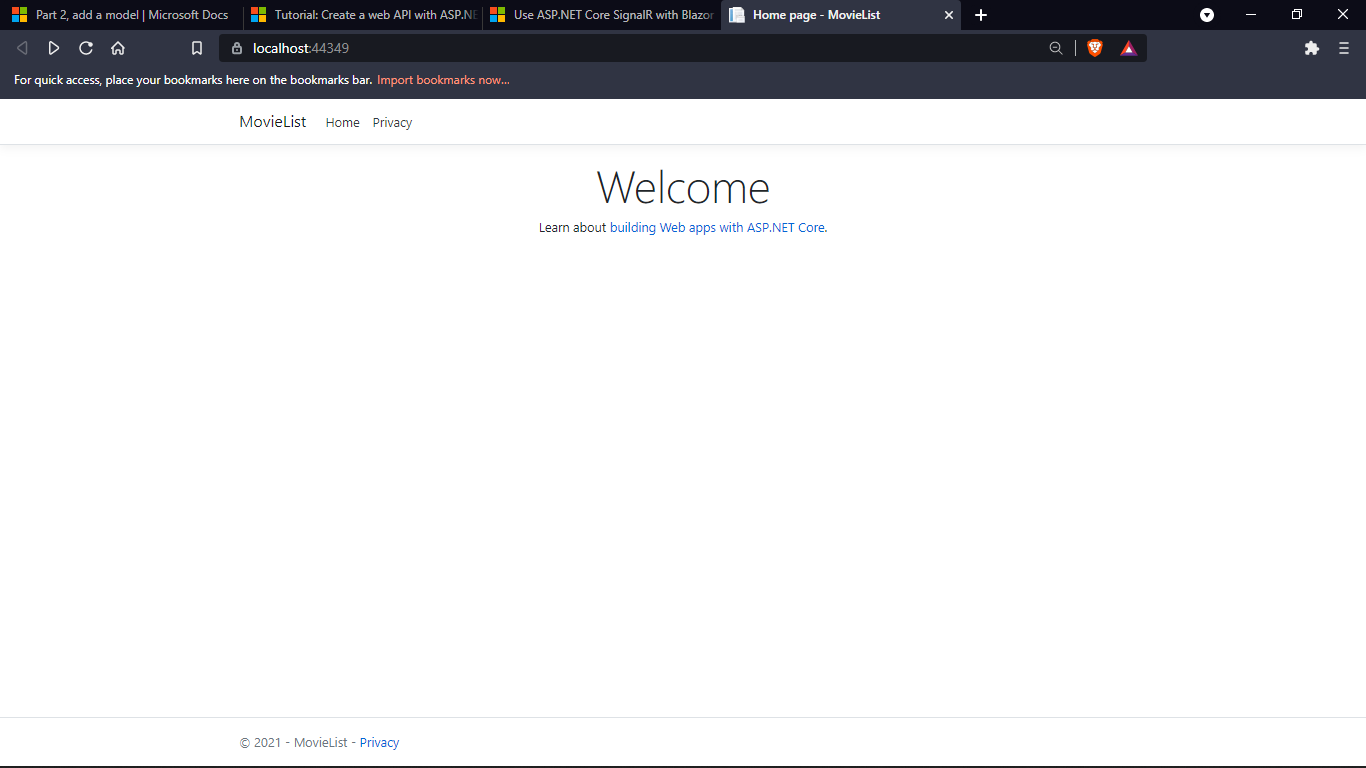 Part 2, add a model | Microsoft Docs
Tutorial: Create a web API with ASP.NE
Use ASP.NET Core SignalR with Blazor
Home page - MovieList
localhost:44349
For quick access, place your bookmarks here on the bookmarks bar. Import bookmarks now...
MovieList Home Privacy
Welcome
Learn about building Web apps with ASP.NET Core.
© 2021 - MovieList - Privacy